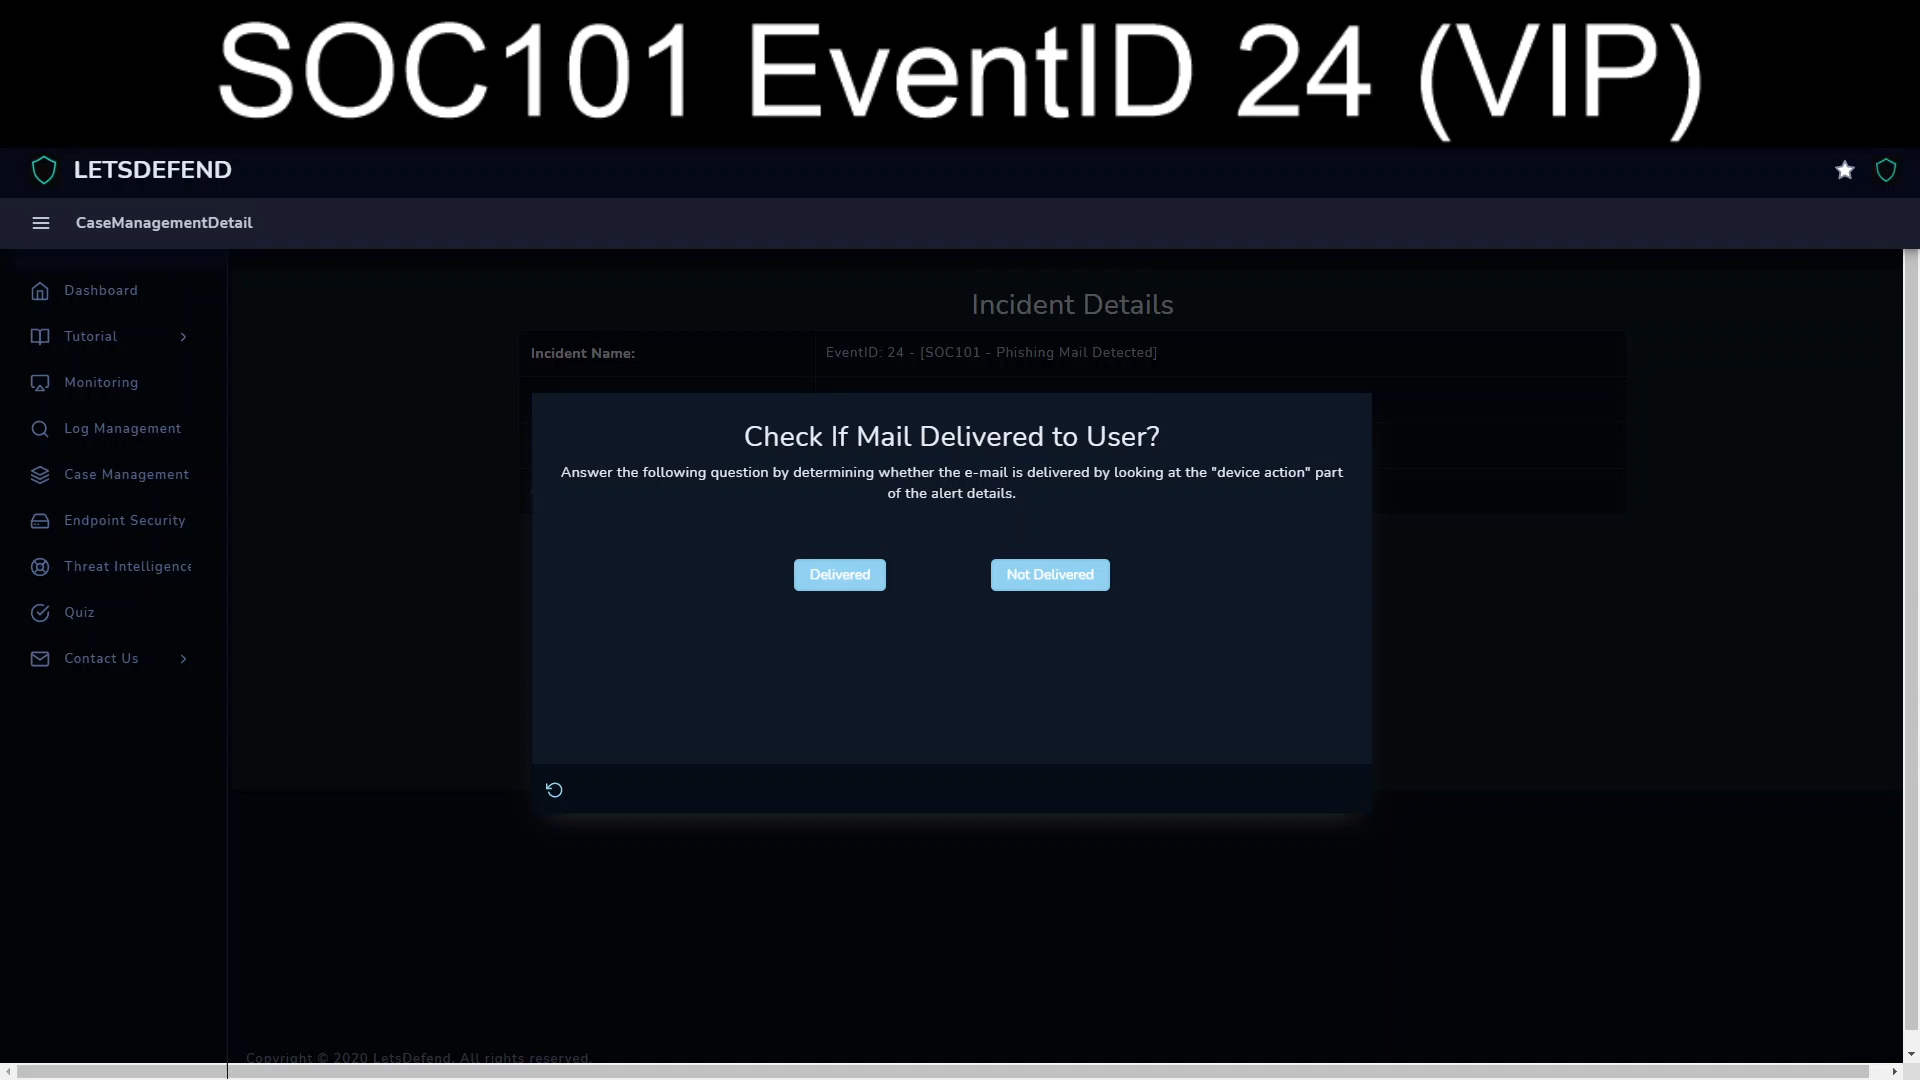 SOC101 EventID 24 (VIP)
LETSDEFEND
CaseManagementDetail
Dashboard
Tutorial
Monitoring
Log Management
Case Management
Endpoint Security
Threat Intelligence
Quiz
Contact Us
Incident Details
Incident Name:
EventID: 24 - [SOC101 - Phishing Mail Detected]
Check If Mail Delivered to User?
Answer the following question by determining whether the e-mail is delivered by looking at the "device action" part
of the alert details.
Delivered
Not Delivered
Copyright © 2020 LetsDefend. All rights reserved.